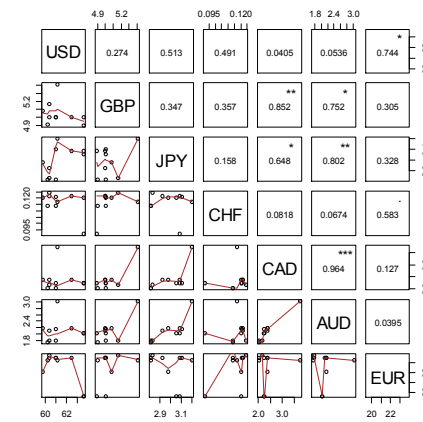 4.9 5.2 0.095 0.120 1.8 2.4 3.0
USD 0.274 0.513 0.491 0.0405 0.0536 0.744 *
4.9 5.2 GBP 0.347 0.357 0.852 ** 0.752 * 0.305
JPY 0.158 0.648 * 0.802 ** 0.328
0.095 0.120 CHF 0.0818 0.0674 0.583 .
CAD 0.964 *** 0.127
1.8 2.4 3.0 AUD 0.0395
EUR
60 62 2.9 3.1 2.0 3.0 20 22